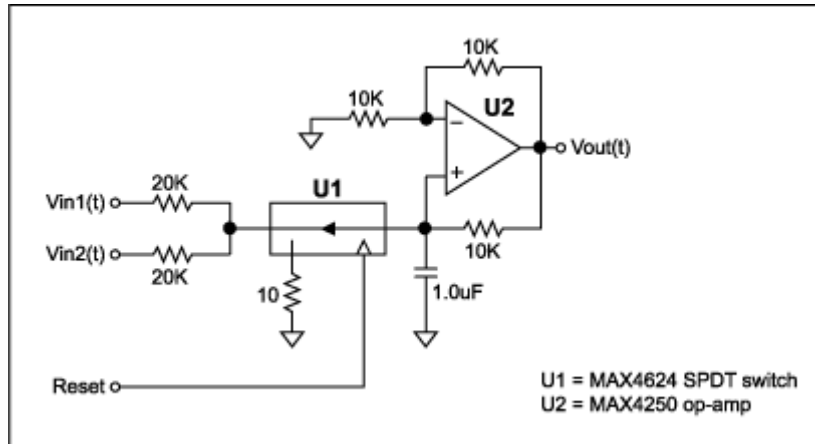 10K
10K
U2
−
+
Vout(t)
20K
U1
Vin1(t)
Vin2(t)
20K
10K
10
1.0uF
Reset
U1 = MAX4624 SPDT switch
U2 = MAX4250 op-amp